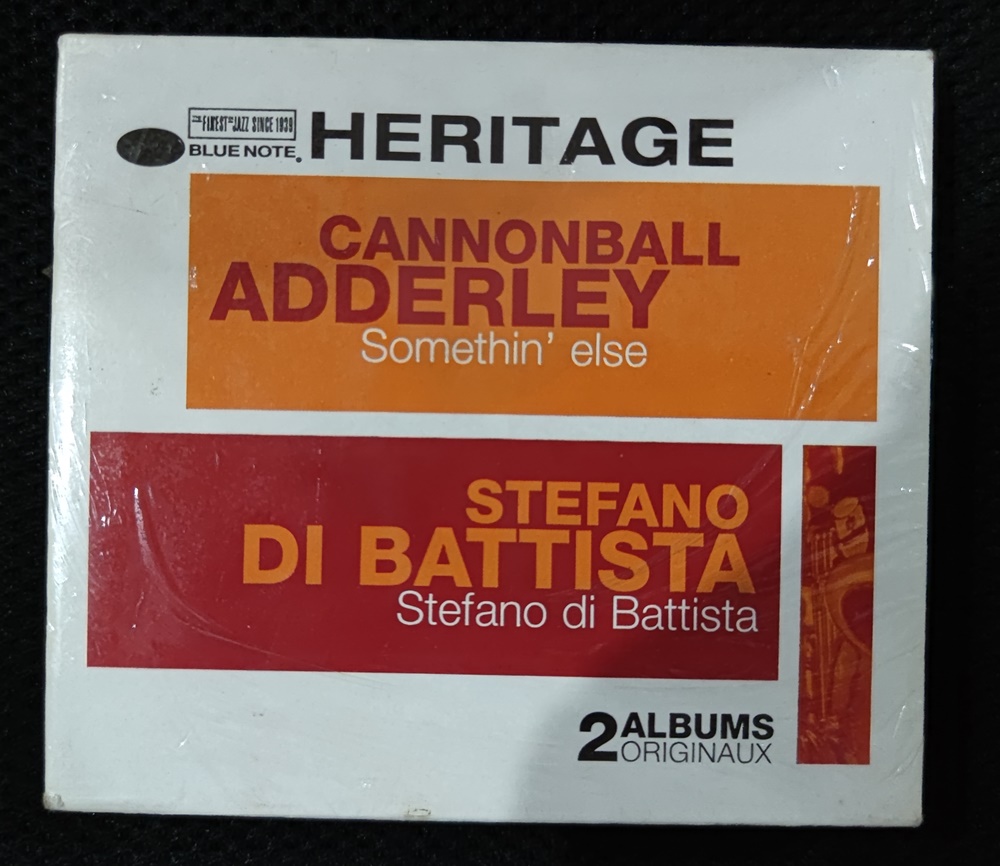 THE FINEST IN JAZZ SINCE 1939
BLUE NOTE.
HERITAGE
CANNONBALL
ADDERLEY
Somethin' else
STEFANO
DI BATTISTA
Stefano di Battista
2 ALBUMS
ORIGINAUX